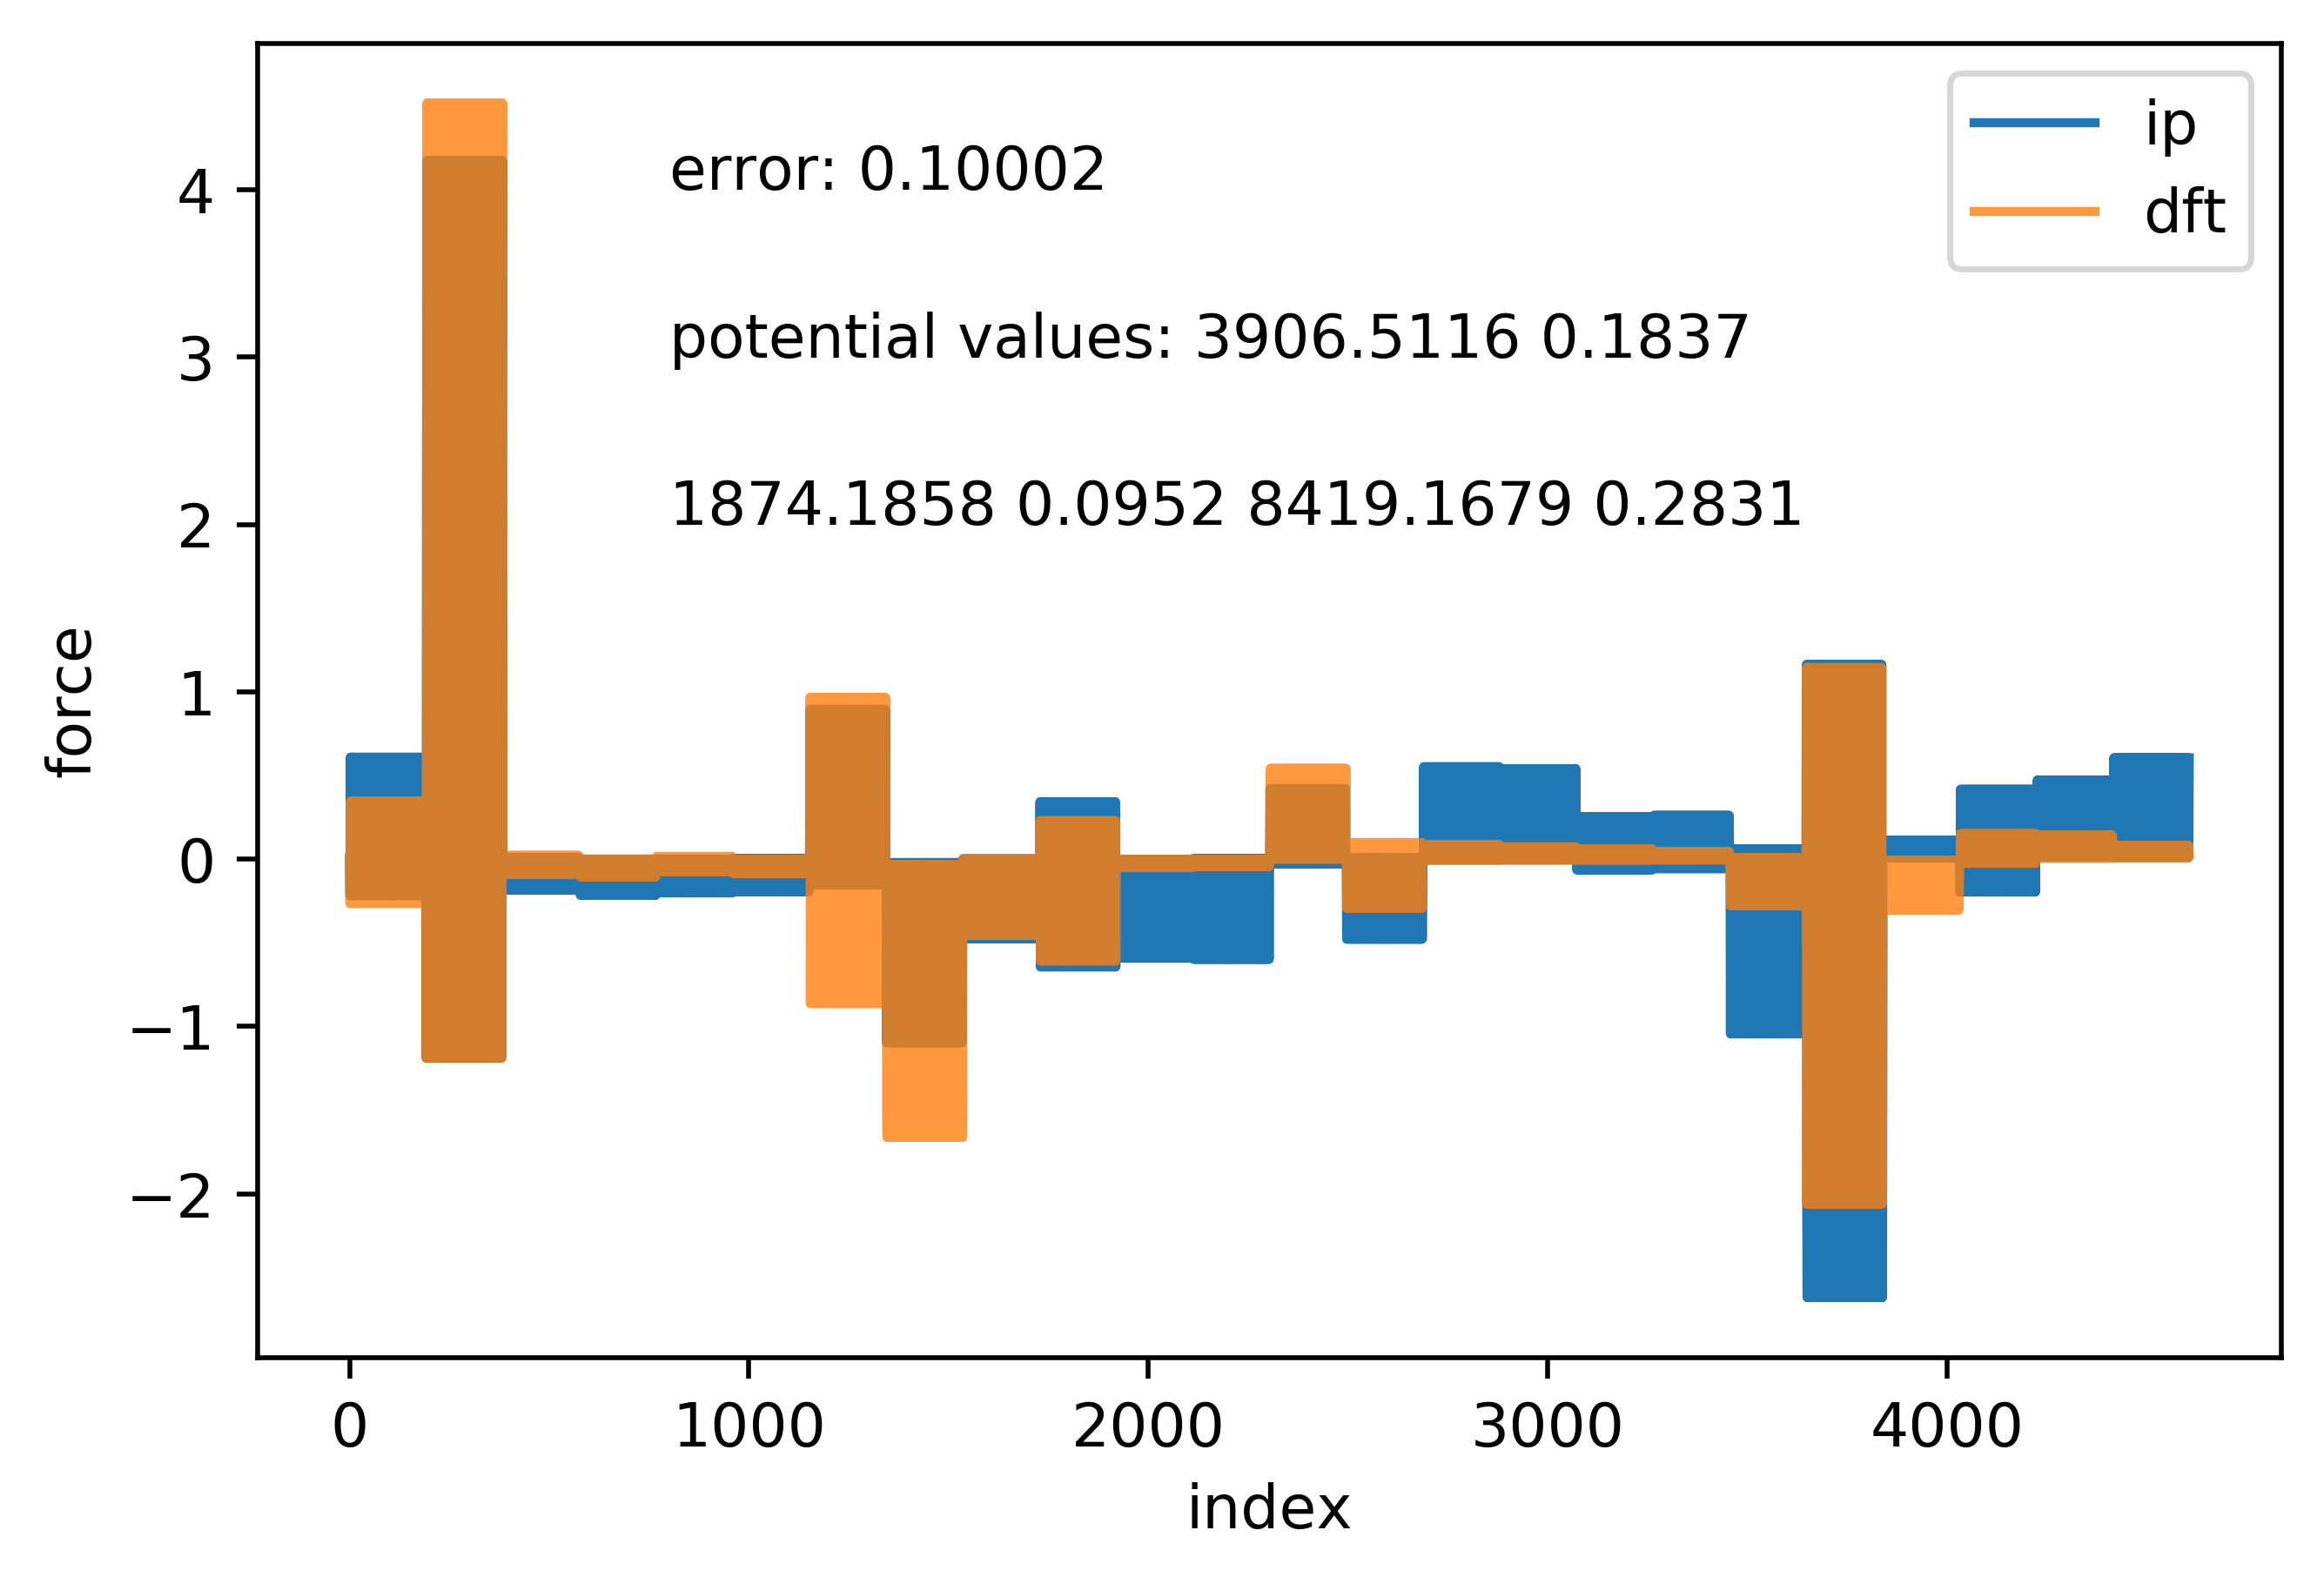 error: 0.10002
potential values: 3906.5116 0.1837
1874.1858 0.0952 8419.1679 0.2831
ip
dft
4
3
2
1
0
−1
−2
force
0 1000 2000 3000 4000
index